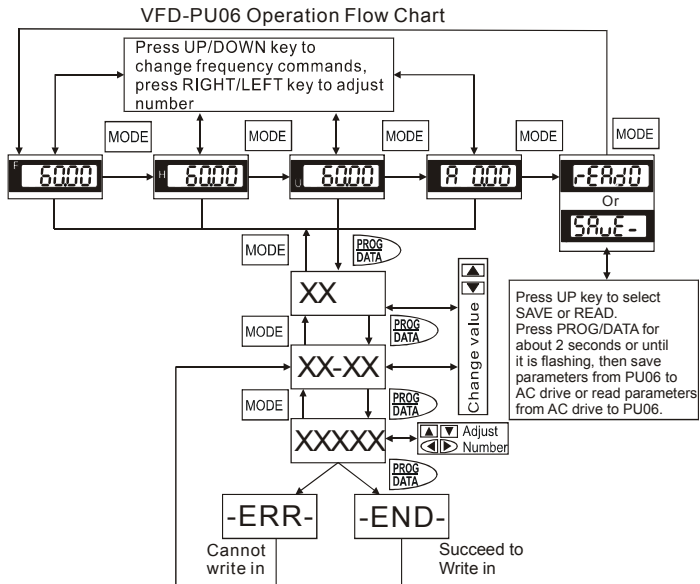 VFD-PU06 Operation Flow Chart
Press UP/DOWN key to
change frequency commands,
press RIGHT/LEFT key to adjust
number
MODE
MODE
MODE
MODE
MODE
F 60.00
H 60.00
U 60.00
A 0.00
rEAd0
Or
SAvE-
MODE
PROG
DATA
XX
Change value
Press UP key to select
SAVE or READ.
Press PROG/DATA for
about 2 seconds or until
it is flashing, then save
parameters from PU06 to
AC drive or read parameters
from AC drive to PU06.
MODE
PROG
DATA
XX-XX
MODE
PROG
DATA
XXXXX
Adjust
Number
PROG
DATA
-ERR-
-END-
Cannot
write in
Succeed to
Write in